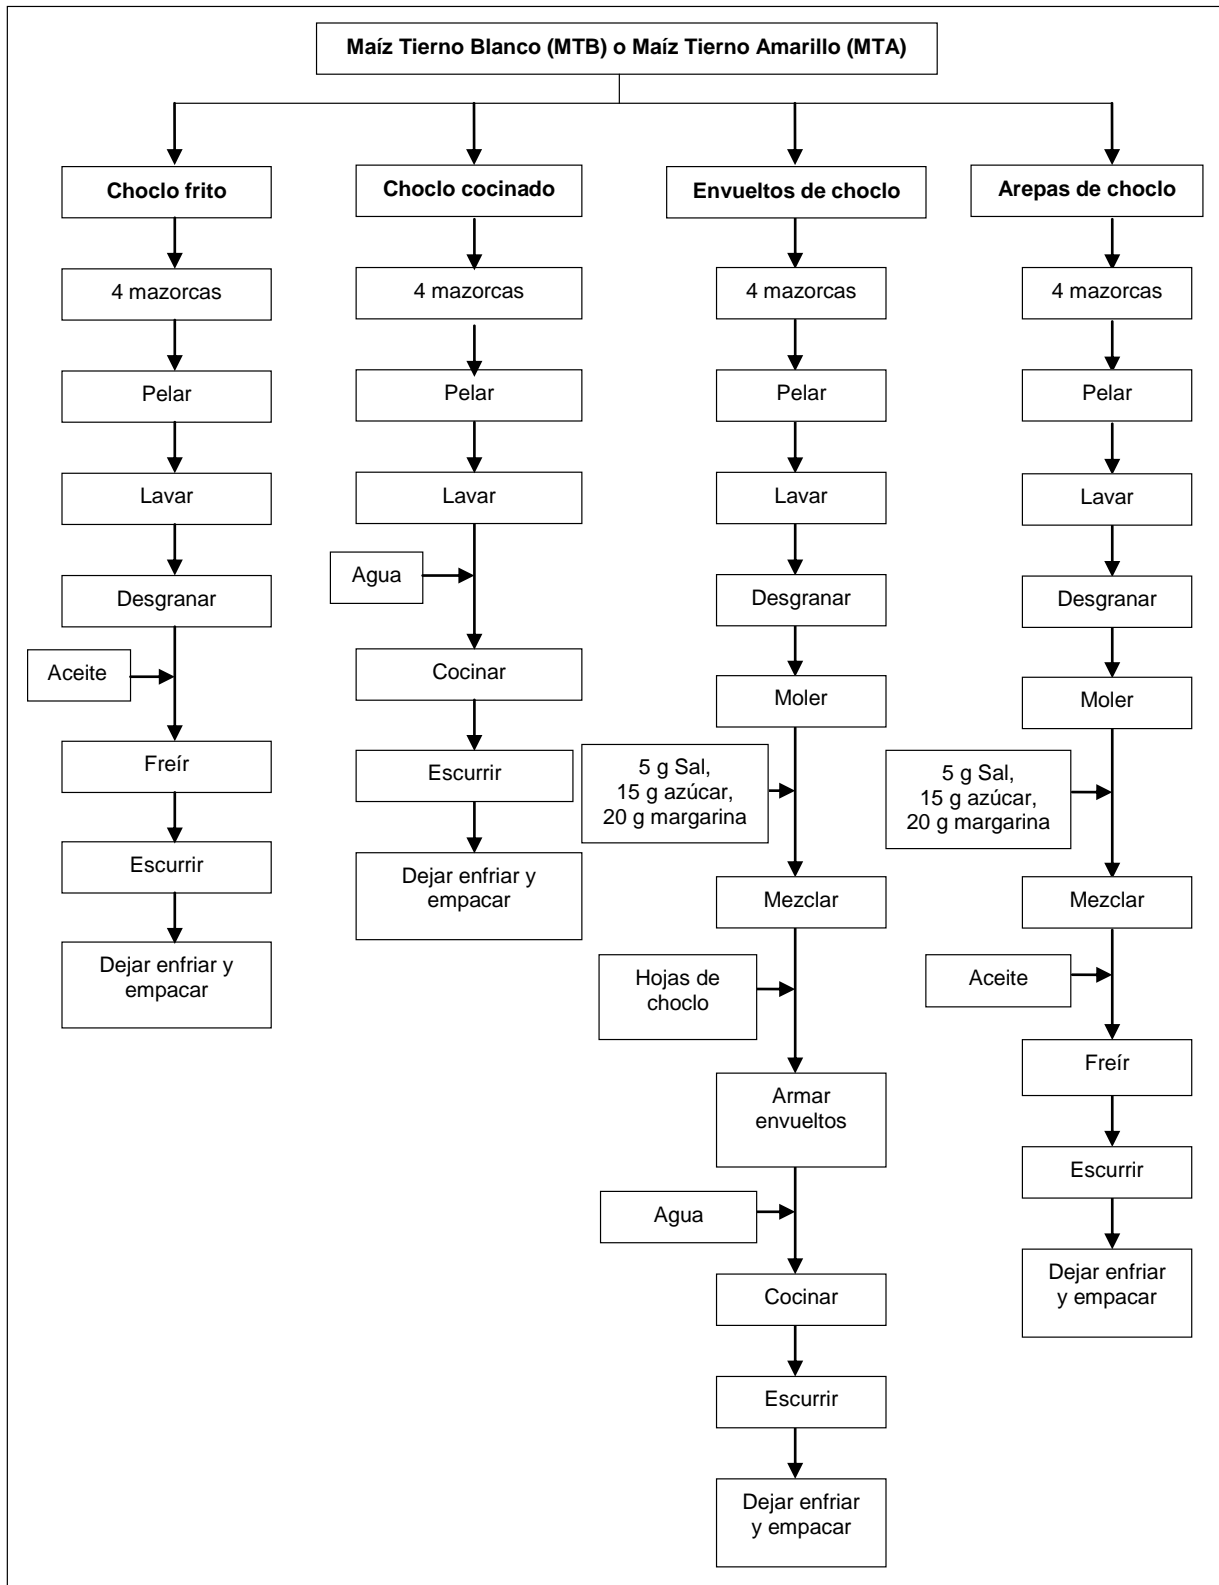 Maíz Tierno Blanco (MTB) o Maíz Tierno Amarillo (MTA)
Choclo frito
4 mazorcas
Pelar
Lavar
Desgranar
Aceite
Freír
Escurrir
Dejar enfriar y
empacar
Choclo cocinado
4 mazorcas
Pelar
Lavar
Agua
Cocinar
Escurrir
Dejar enfriar y
empacar
Envueltos de choclo
4 mazorcas
Pelar
Lavar
Desgranar
Moler
5 g Sal,
15 g azúcar,
20 g margarina
Mezclar
Hojas de
choclo
Armar
envueltos
Agua
Cocinar
Escurrir
Dejar enfriar
y empacar
Arepas de choclo
4 mazorcas
Pelar
Lavar
Desgranar
Moler
5 g Sal,
15 g azúcar,
20 g margarina
Mezclar
Aceite
Freír
Escurrir
Dejar enfriar
y empacar